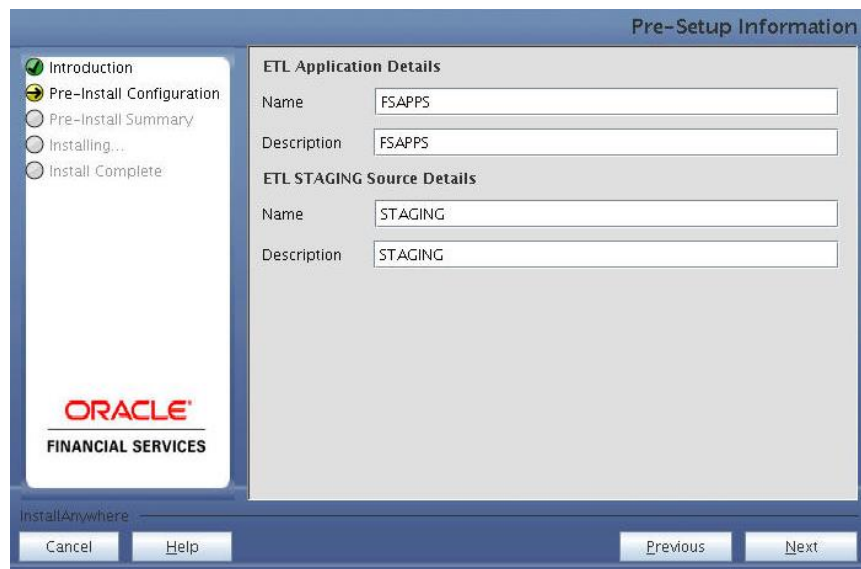 Pre-Setup Information
Introduction
Pre-Install Configuration
Pre-Install Summary
Installing...
Install Complete
ORACLE'
FINANCIAL SERVICES
ETL Application Details
Name FSAPPS
Description FSAPPS
ETL STAGING Source Details
Name STAGING
Description STAGING
InstallAnywhere
Cancel Help Previous Next